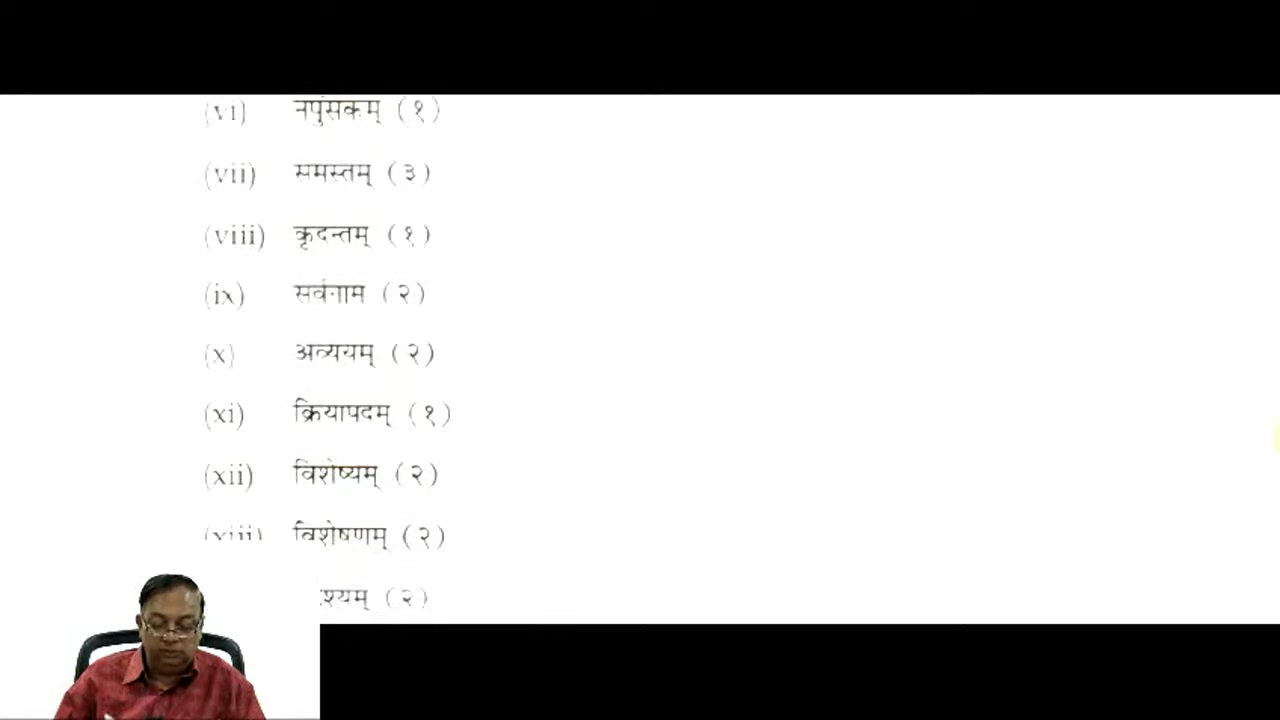 (vi) नपुंसकम् (१)
(vii) समस्तम् (३)
(viii) कृदन्तम् (१)
(ix) सर्वनाम (२)
(x) अव्ययम् (२)
(xi) क्रियापदम् (१)
(xii) विशेष्यम् (२)
(xiii) विशेषणम् (२)
(२)